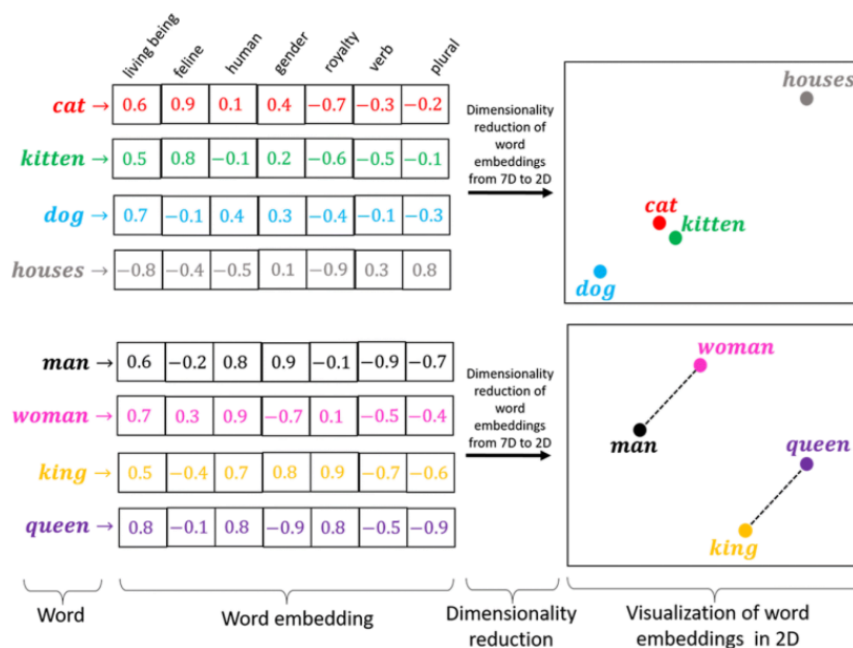 living being feline human gender royalty verb plural
cat → 0.6 0.9 0.1 0.4 −0.7 −0.3 −0.2
kitten → 0.5 0.8 −0.1 0.2 −0.6 −0.5 −0.1
dog → 0.7 −0.1 0.4 0.3 −0.4 −0.1 −0.3
houses → −0.8 −0.4 −0.5 0.1 −0.9 0.3 0.8
Dimensionality
reduction of
word
embeddings
from 7D to 2D
houses
cat
kitten
dog
man → 0.6 −0.2 0.8 0.9 −0.1 −0.9 −0.7
woman → 0.7 0.3 0.9 −0.7 0.1 −0.5 −0.4
king → 0.5 −0.4 0.7 0.8 0.9 −0.7 −0.6
queen → 0.8 −0.1 0.8 −0.9 0.8 −0.5 −0.9
Dimensionality
reduction of
word
embeddings
from 7D to 2D
woman
man
queen
king
Word
Word embedding
Dimensionality
reduction
Visualization of word
embeddings in 2D